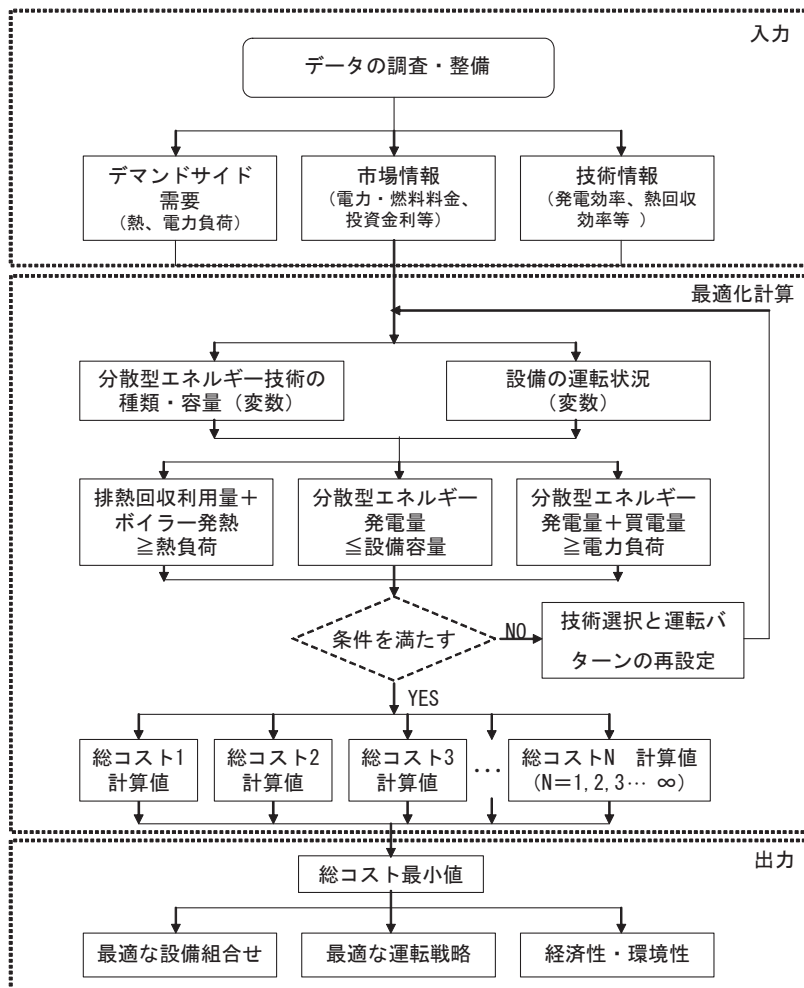 入力
データの調査・整備
デマンドサイド
需要
(熱、電力負荷)
市場情報
(電力・燃料料金、
投資金利等)
技術情報
(発電効率、熱回収
効率等 )
最適化計算
分散型エネルギー技術の
種類・容量(変数)
設備の運転状況
(変数)
排熱回収利用量+
ボイラー発熱
≧熱負荷
分散型エネルギー
発電量
≦設備容量
分散型エネルギー
発電量+買電量
≧電力負荷
条件を満たす
NO
技術選択と運転パ
ターンの再設定
YES
総コスト1
計算値
総コスト2
計算値
総コスト3
計算値
...
総コストN 計算値
(N=1,2,3… ∞)
出力
総コスト最小値
最適な設備組合せ
最適な運転戦略
経済性・環境性